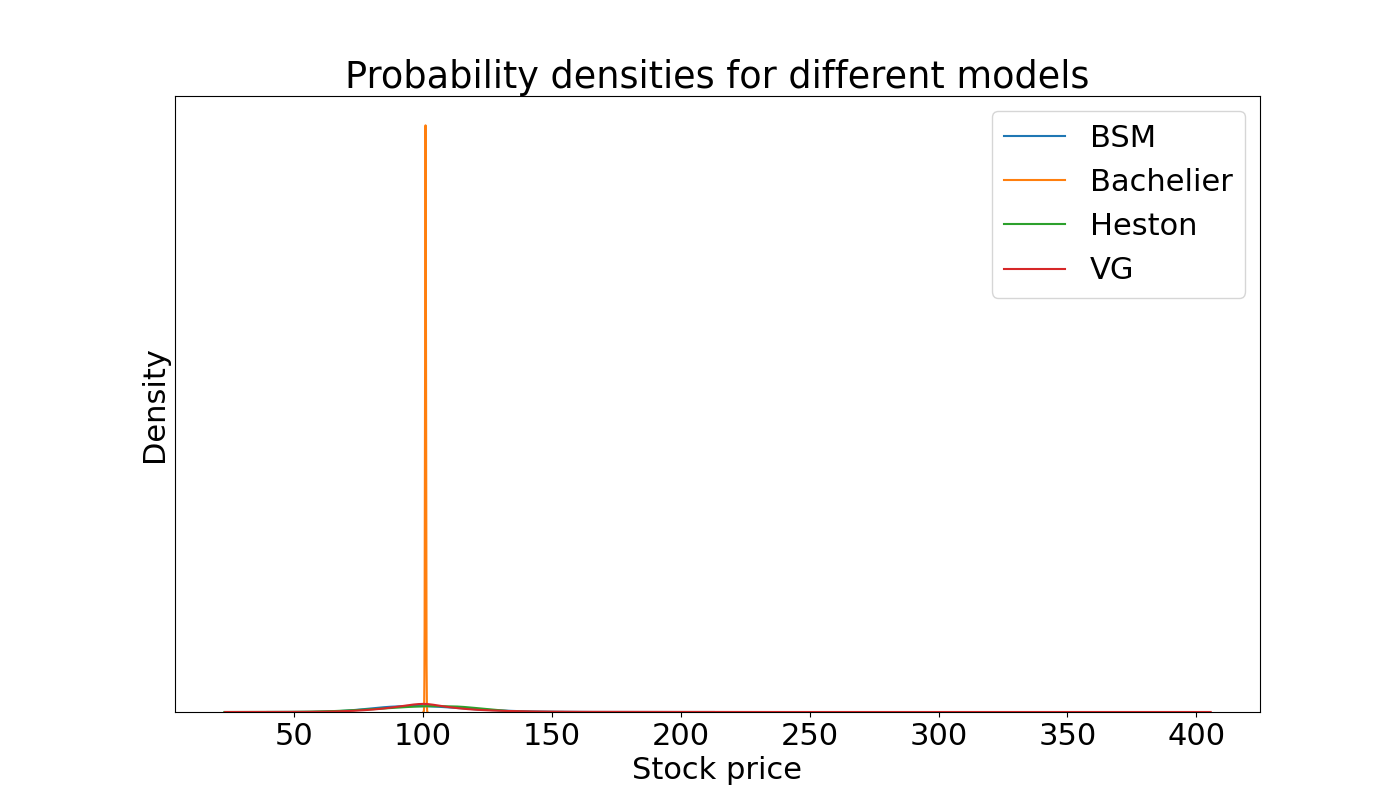 Probability densities for different models
BSM
Bachelier
Heston
VG
Density
50 100 150 200 250 300 350 400
Stock price